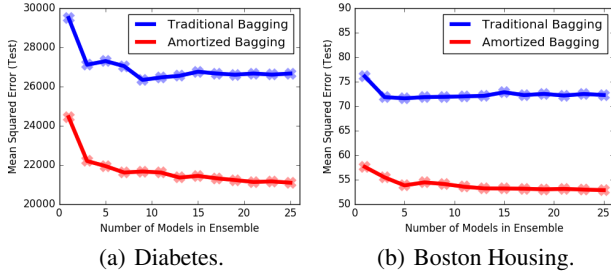 30000
28000
26000
24000
22000
20000
Mean Squared Error (Test)
Traditional Bagging
Amortized Bagging
0 5 10 15 20 25
Number of Models in Ensemble
(a) Diabetes.
90
85
80
75
70
65
60
55
50
Mean Squared Error (Test)
Traditional Bagging
Amortized Bagging
0 5 10 15 20 25
Number of Models in Ensemble
(b) Boston Housing.